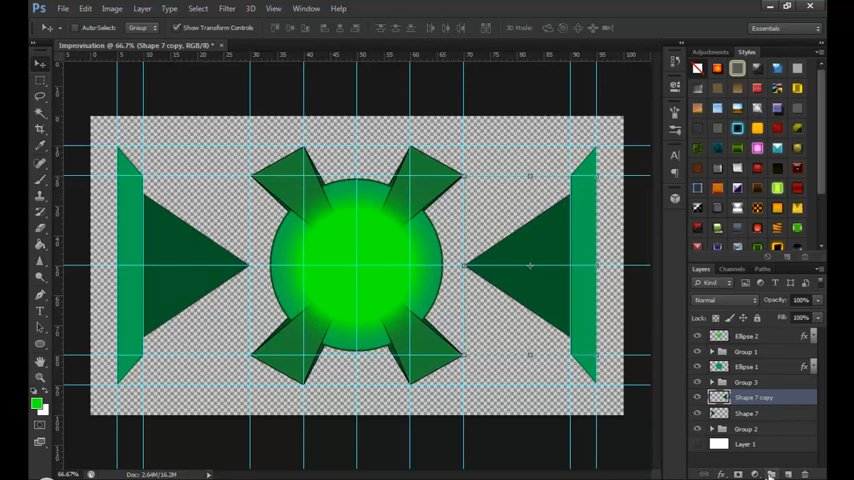 Ps File Edit Image Layer Type Select Filter 3D View Window Help
Auto-Select: Group Show Transform Controls 3D Mode: Essentials
Improvisation @ 66.7% (Shape 7 copy, RGB/8) * ×
Adjustments Styles
Layers Channels Paths
Kind
Normal Opacity: 100%
Lock: Fill: 100%
Ellipse 2 fx
Group 1
Ellipse 1 fx
Group 3
Shape 7 copy
Shape 7
Group 2
Layer 1
66.67% Doc: 2.64M/16.2M